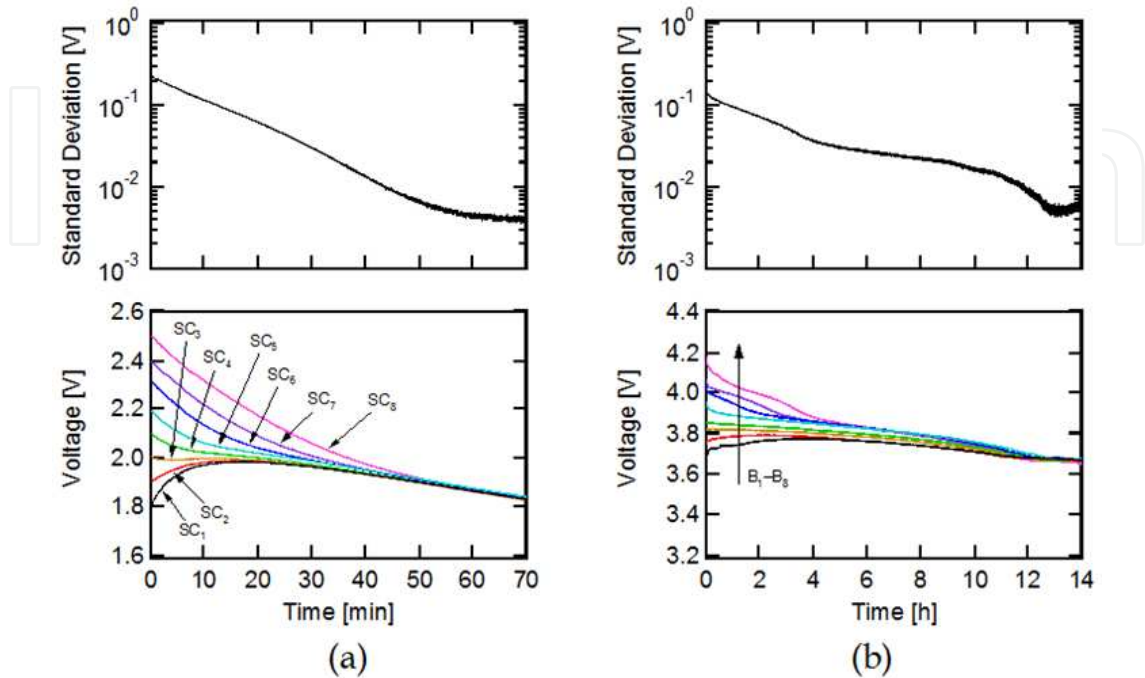 10⁰
10⁻¹
10⁻²
10⁻³
Standard Deviation [V]
2.6
2.4
2.2
2.0
1.8
1.6
Voltage [V]
SC₃
SC₄
SC₅
SC₆
SC₇
SC₈
SC₂
SC₁
0 10 20 30 40 50 60 70
Time [min]
(a)
10⁰
10⁻¹
10⁻²
10⁻³
Standard Deviation [V]
4.4
4.2
4.0
3.8
3.6
3.4
3.2
Voltage [V]
B₁–B₈
0 2 4 6 8 10 12 14
Time [h]
(b)